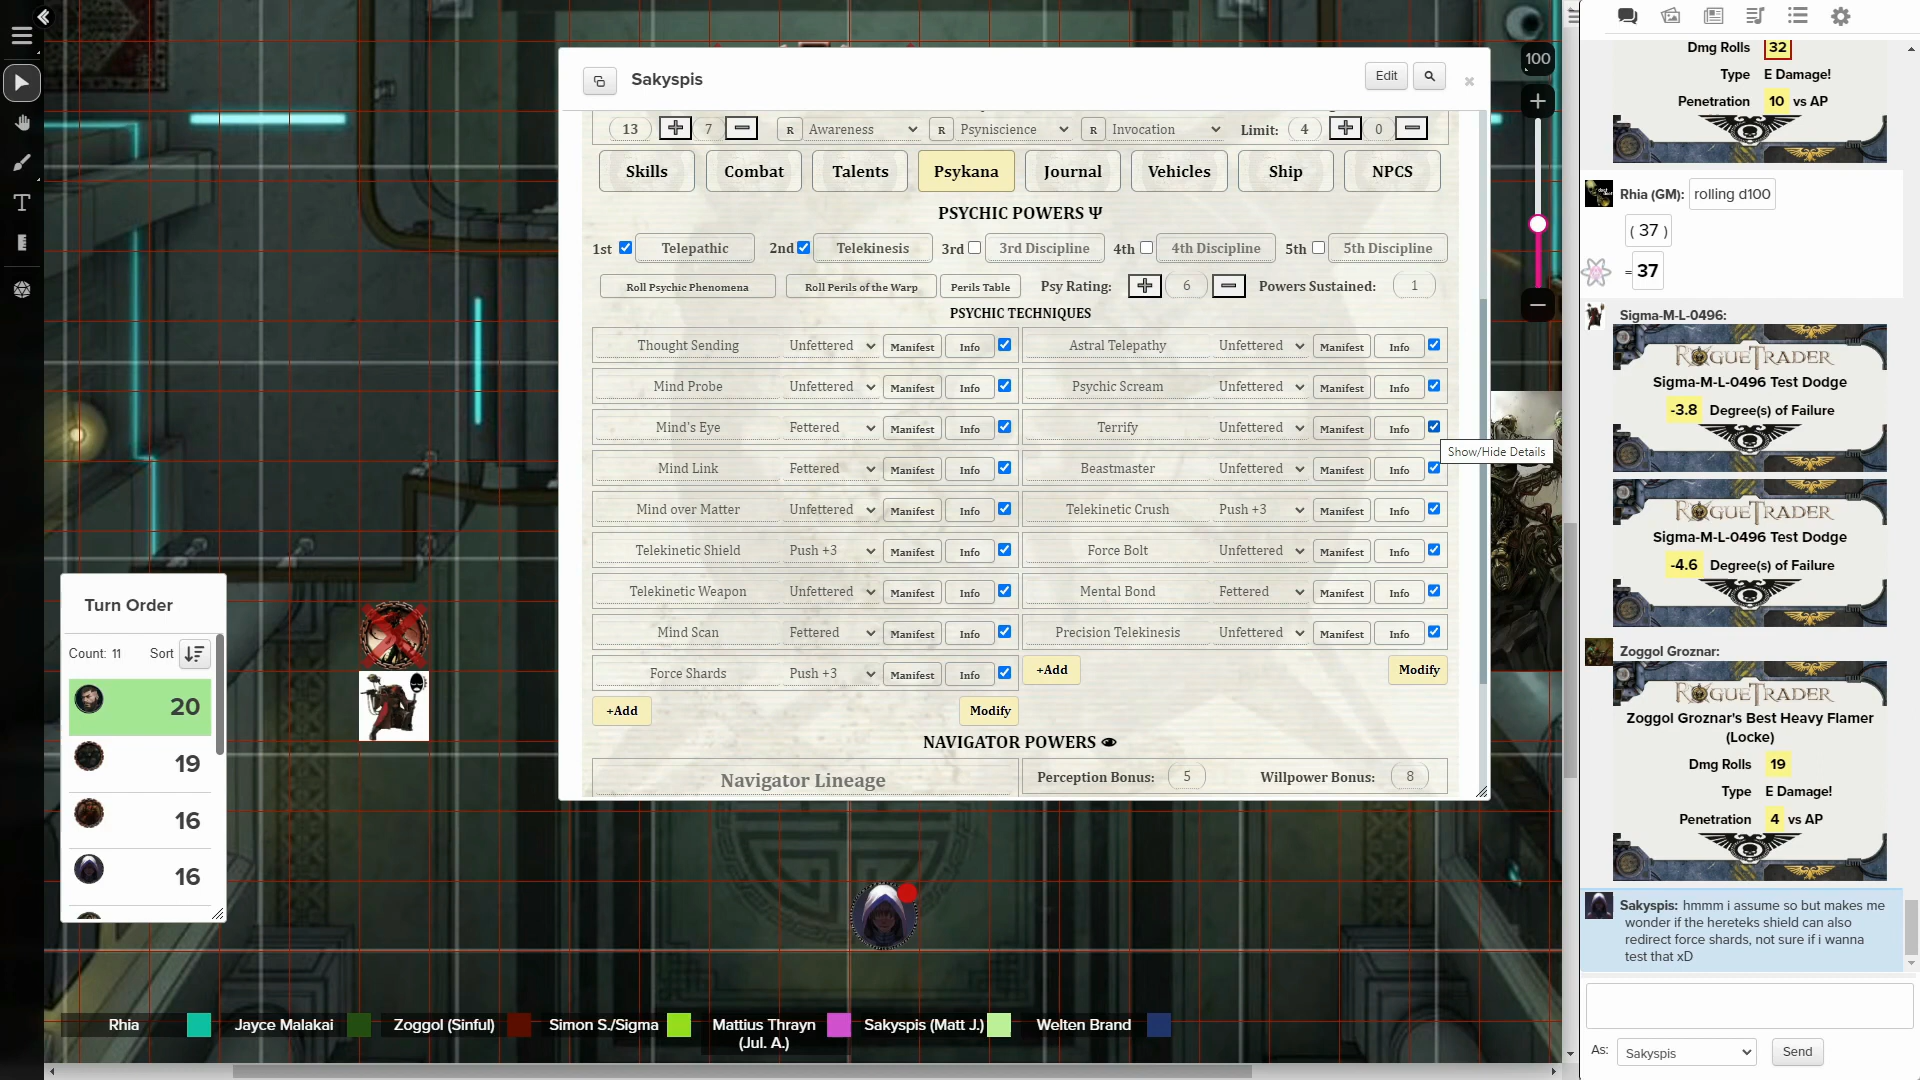 Sakyspis
Edit
13 7 R Awareness R Psyniscience R Invocation Limit: 4 0
Skills Combat Talents Psykana Journal Vehicles Ship NPCS
PSYCHIC POWERS Ψ
1st Telepathic 2nd Telekinesis 3rd 3rd Discipline 4th 4th Discipline 5th 5th Discipline
Roll Psychic Phenomena Roll Perils of the Warp Perils Table Psy Rating: 6 Powers Sustained: 1
PSYCHIC TECHNIQUES
Thought Sending Unfettered Manifest Info Astral Telepathy Unfettered Manifest Info
Mind Probe Unfettered Manifest Info Psychic Scream Unfettered Manifest Info
Mind's Eye Fettered Manifest Info Terrify Unfettered Manifest Info
Show/Hide Details
Mind Link Fettered Manifest Info Beastmaster Unfettered Manifest Info
Mind over Matter Unfettered Manifest Info Telekinetic Crush Push +3 Manifest Info
Telekinetic Shield Push +3 Manifest Info Force Bolt Unfettered Manifest Info
Telekinetic Weapon Unfettered Manifest Info Mental Bond Fettered Manifest Info
Mind Scan Fettered Manifest Info Precision Telekinesis Unfettered Manifest Info
Force Shards Push +3 Manifest Info +Add Modify
+Add Modify
NAVIGATOR POWERS
Navigator Lineage Perception Bonus: 5 Willpower Bonus: 8
100
Turn Order
Count: 11 Sort
20
19
16
16
Rhia Jayce Malakai Zoggol (Sinful) Simon S./Sigma Mattius Thrayn Sakyspis (Matt J.) Welten Brand
(Jul. A.)
Dmg Rolls 32
Type E Damage!
Penetration 10 vs AP
Rhia (GM): rolling d100
( 37 )
= 37
Sigma-M-L-0496:
ROGUE TRADER
Sigma-M-L-0496 Test Dodge
-3.8 Degree(s) of Failure
ROGUE TRADER
Sigma-M-L-0496 Test Dodge
-4.6 Degree(s) of Failure
Zoggol Groznar:
ROGUE TRADER
Zoggol Groznar's Best Heavy Flamer
(Locke)
Dmg Rolls 19
Type E Damage!
Penetration 4 vs AP
Sakyspis: hmmm i assume so but makes me
wonder if the hereteks shield can also
redirect force shards, not sure if i wanna
test that xD
As: Sakyspis Send